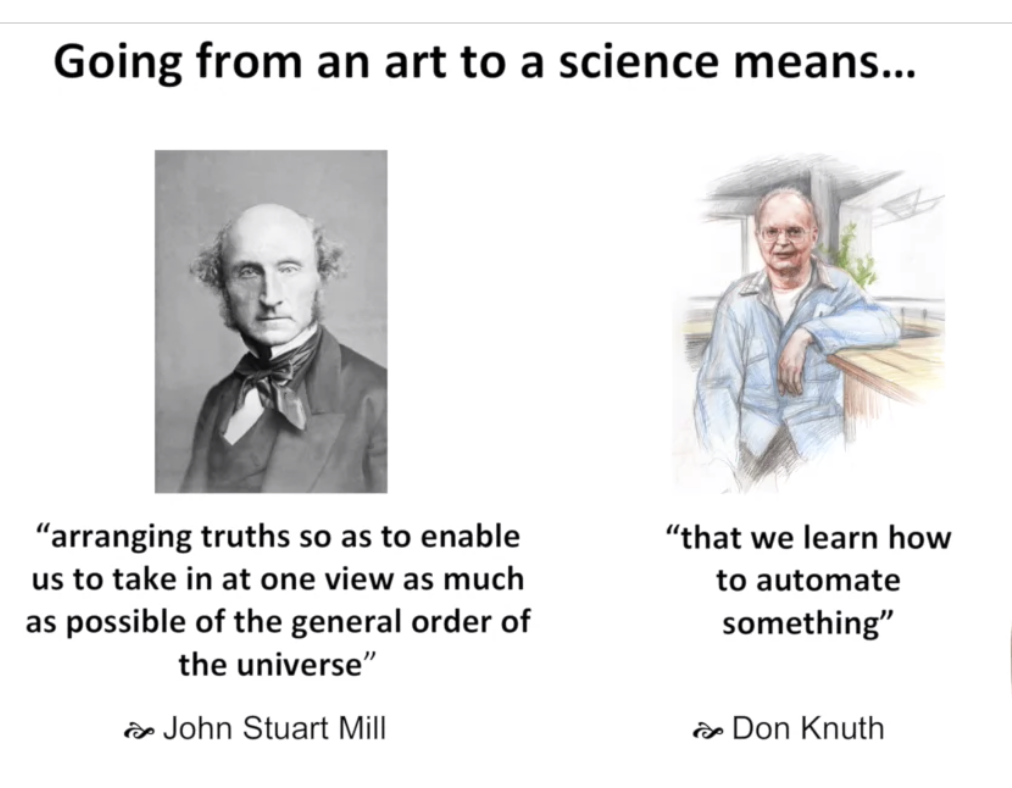 Going from an art to a science means...
“arranging truths so as to enable
us to take in at one view as much
as possible of the general order of
the universe”
John Stuart Mill
“that we learn how
to automate
something”
Don Knuth